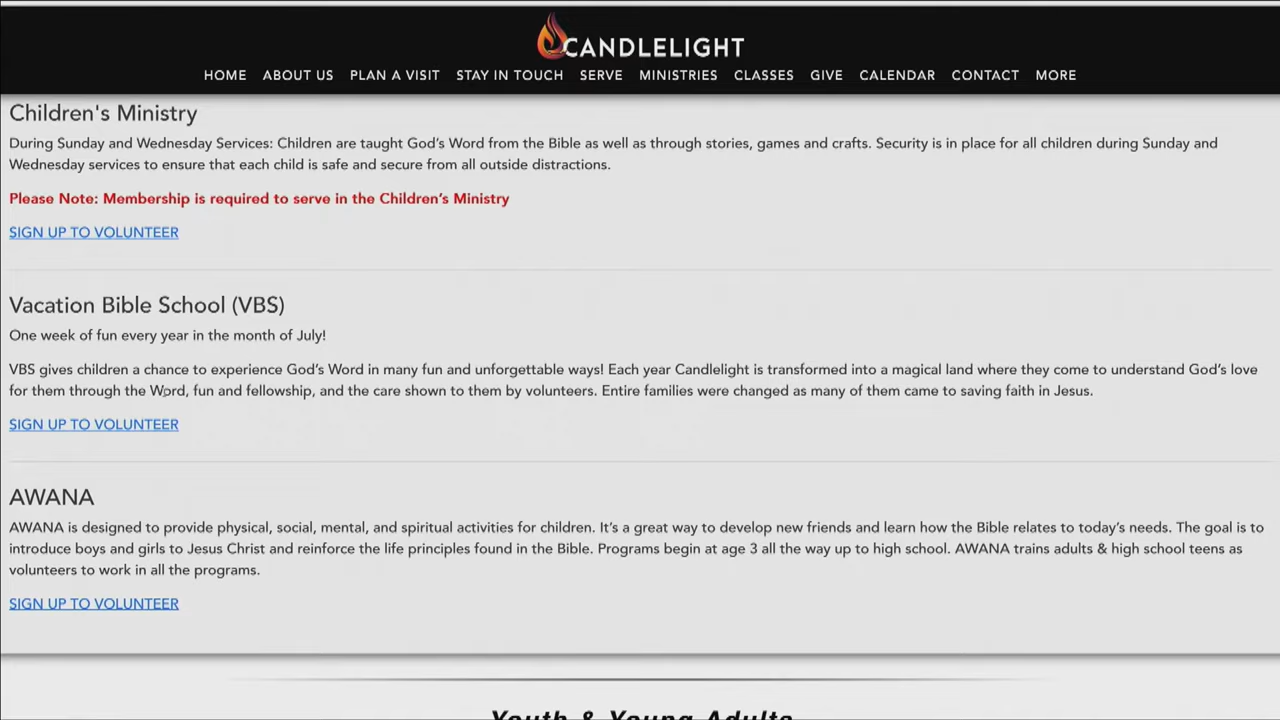 CANDLELIGHT
HOME ABOUT US PLAN A VISIT STAY IN TOUCH SERVE MINISTRIES CLASSES GIVE CALENDAR CONTACT MORE
Children's Ministry
During Sunday and Wednesday Services: Children are taught God's Word from the Bible as well as through stories, games and crafts. Security is in place for all children during Sunday and
Wednesday services to ensure that each child is safe and secure from all outside distractions.
Please Note: Membership is required to serve in the Children's Ministry
SIGN UP TO VOLUNTEER
Vacation Bible School (VBS)
One week of fun every year in the month of July!
VBS gives children a chance to experience God's Word in many fun and unforgettable ways! Each year Candlelight is transformed into a magical land where they come to understand God's love
for them through the Word, fun and fellowship, and the care shown to them by volunteers. Entire families were changed as many of them came to saving faith in Jesus.
SIGN UP TO VOLUNTEER
AWANA
AWANA is designed to provide physical, social, mental, and spiritual activities for children. It's a great way to develop new friends and learn how the Bible relates to today's needs. The goal is to
introduce boys and girls to Jesus Christ and reinforce the life principles found in the Bible. Programs begin at age 3 all the way up to high school. AWANA trains adults & high school teens as
volunteers to work in all the programs.
SIGN UP TO VOLUNTEER
Youth & Young Adults